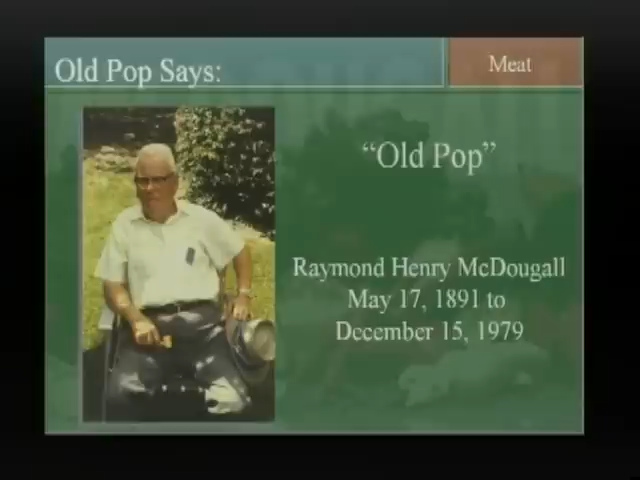 Old Pop Says:
Meat
“Old Pop”
Raymond Henry McDougall
May 17, 1891 to
December 15, 1979